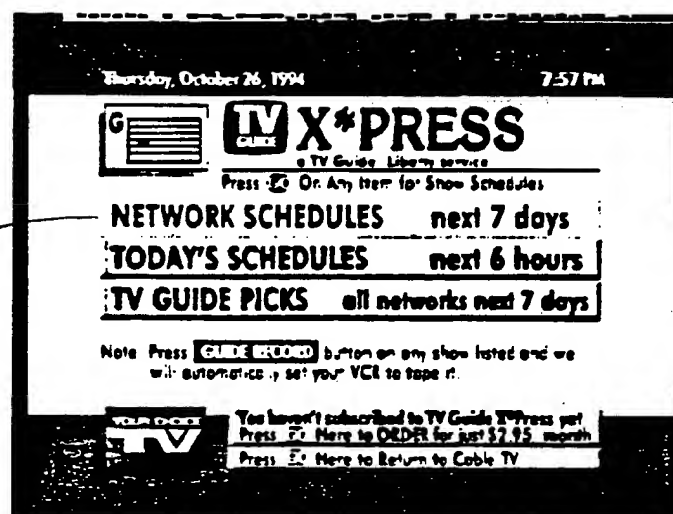 Thursday, October 26, 1994 7:57 PM
G
TV GUIDE X*PRESS
a TV Guide Liberty service
Press GO On Any Item for Show Schedules
NETWORK SCHEDULES next 7 days
TODAY'S SCHEDULES next 6 hours
TV GUIDE PICKS all networks next 7 days
Note Press GUIDE RECORD button on any show listed and we
will automatically set your VCR to tape it.
TV
You haven't subscribed to TV Guide X*Press yet
Press Here to ORDER for just $2.95 month
Press Here to Return to Cable TV